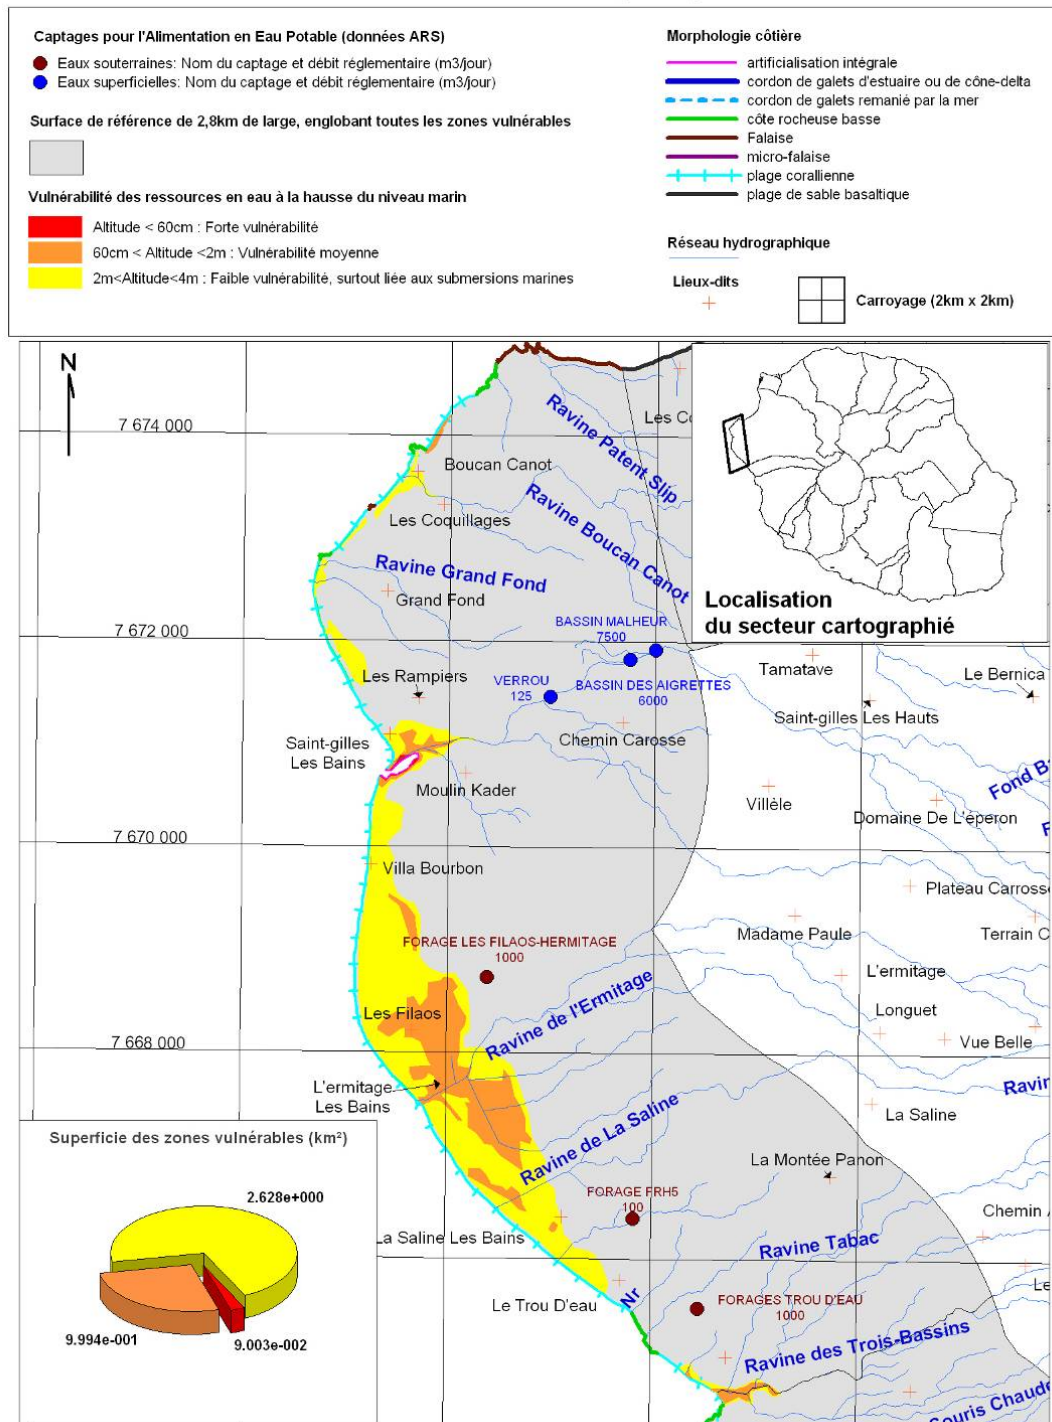 Captages pour l'Alimentation en Eau Potable (données ARS)
Eaux souterraines: Nom du captage et débit réglementaire (m3/jour)
Eaux superficielles: Nom du captage et débit réglementaire (m3/jour)
Surface de référence de 2,8km de large, englobant toutes les zones vulnérables
Vulnérabilité des ressources en eau à la hausse du niveau marin
Altitude < 60cm : Forte vulnérabilité
60cm < Altitude <2m : Vulnérabilité moyenne
2m<Altitude<4m : Faible vulnérabilité, surtout liée aux submersions marines
Morphologie côtière
artificialisation intégrale
cordon de galets d'estuaire ou de cône-delta
cordon de galets remanié par la mer
côte rocheuse basse
Falaise
micro-falaise
plage corallienne
plage de sable basaltique
Réseau hydrographique
Lieux-dits
Carroyage (2km x 2km)
N
7 674 000
Ravine Patent Slip
Les Co
Boucan Canot
Ravine Boucan Canot
Les Coquillages
Ravine Grand Fond
Grand Fond
Localisation
du secteur cartographié
7 672 000
BASSIN MALHEUR
7500
Tamatave
Le Bernica
Les Rampiers
VERROU
125
BASSIN DES AIGRETTES
6000
Saint-gilles Les Hauts
Saint-gilles
Les Bains
Chemin Carosse
Fond B
Moulin Kader
Villèle
Domaine De L'éperon
7 670 000
Villa Bourbon
Plateau Carross
FORAGE LES FILAOS-HERMITAGE
1000
Madame Paule
Terrain C
L'ermitage
Ravine de l'Ermitage
Les Filaos
Longuet
Vue Belle
7 668 000
L'ermitage
Les Bains
Ravin
La Saline
Ravine de La Saline
La Montée Panon
FORAGE FRH5
100
Chemin
La Saline Les Bains
Ravine Tabac
Le
Le Trou D'eau
Nr
FORAGES TROU D'EAU
1000
Ravine des Trois-Bassins
Souris Chaude
Superficie des zones vulnérables (km²)
2.628e+000
9.994e-001
9.003e-002